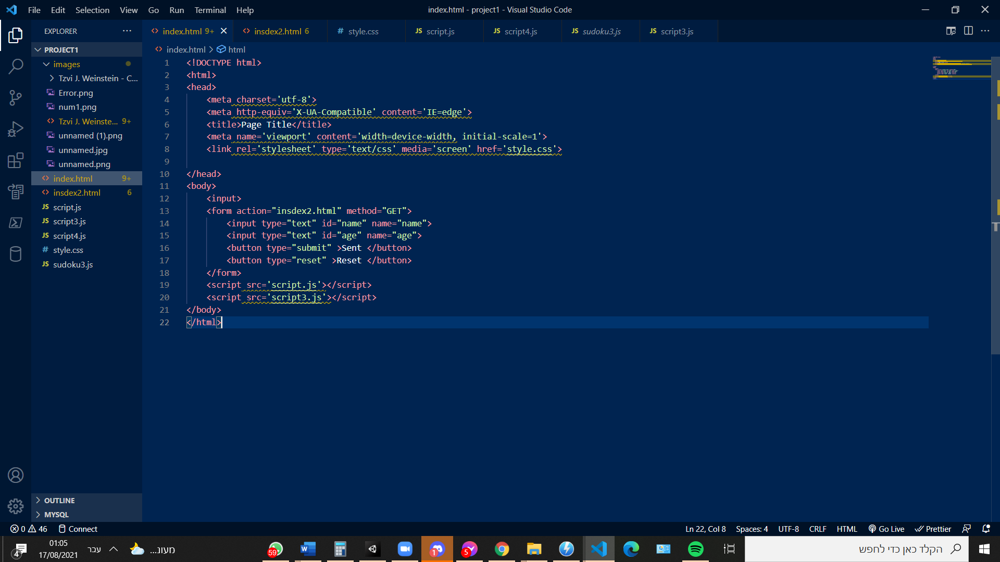 File Edit Selection View Go Run Terminal Help
index.html - project1 - Visual Studio Code
EXPLORER
PROJECT1
images
Tzvi J. Weinstein - C...
Error.png
num1.png
Tzvi J. Weinste... 9+
unnamed (1).png
unnamed.jpg
unnamed.png
index.html 9+
insdex2.html 6
JS script.js
JS script3.js
JS script4.js
# style.css
JS sudoku3.js
OUTLINE
MYSQL
index.html 9+ insdex2.html 6 # style.css JS script.js JS script4.js JS sudoku3.js JS script3.js
index.html > html
1 <!DOCTYPE html>
2 <html>
3 <head>
4 <meta charset='utf-8'>
5 <meta http-equiv='X-UA-Compatible' content='IE=edge'>
6 <title>Page Title</title>
7 <meta name='viewport' content='width=device-width, initial-scale=1'>
8 <link rel='stylesheet' type='text/css' media='screen' href='style.css'>
9
10 </head>
11 <body>
12 <input>
13 <form action="insdex2.html" method="GET">
14 <input type="text" id="name" name="name">
15 <input type="text" id="age" name="age">
16 <button type="submit" >Sent </button>
17 <button type="reset" >Reset </button>
18 </form>
19 <script src='script.js'></script>
20 <script src='script3.js'></script>
21 </body>
22 </html>
0 46 Connect
Ln 22, Col 8 Spaces: 4 UTF-8 CRLF HTML Go Live Prettier
4
01:05
17/08/2021
עבר
מעונ...
59
1
5
הקלד כאן כדי לחפש